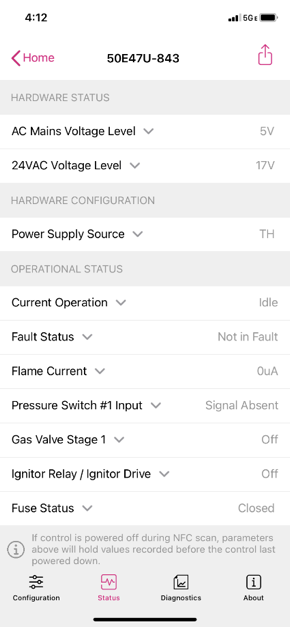 4:12
5G E
Home
50E47U-843
HARDWARE STATUS
AC Mains Voltage Level 5V
24VAC Voltage Level 17V
HARDWARE CONFIGURATION
Power Supply Source TH
OPERATIONAL STATUS
Current Operation Idle
Fault Status Not in Fault
Flame Current 0uA
Pressure Switch #1 Input Signal Absent
Gas Valve Stage 1 Off
Ignitor Relay / Ignitor Drive Off
Fuse Status Closed
If control is powered off during NFC scan, parameters
above will hold values recorded before the control last
powered down.
Configuration Status Diagnostics About